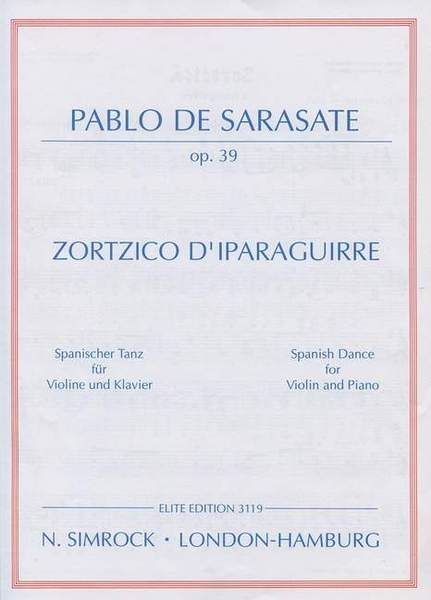 PABLO DE SARASATE
op. 39
ZORTZICO D'IPARAGUIRRE
Spanischer Tanz
für
Violine und Klavier
Spanish Dance
for
Violin and Piano
ELITE EDITION 3119
N. SIMROCK • LONDON-HAMBURG